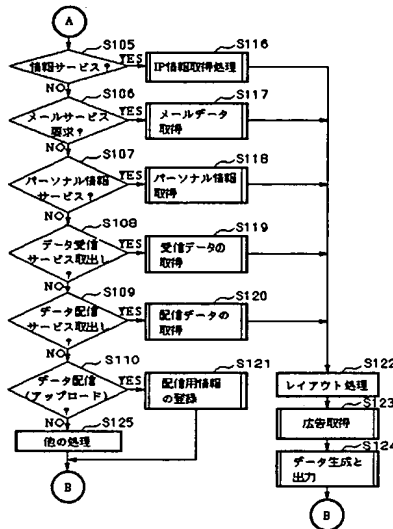 A
S105
情報サービス?
YES
S116
IP情報取得処理
NO
S106
メールサービス
要求?
YES
S117
メールデータ
取得
NO
S107
パーソナル情報
サービス?
YES
S118
パーソナル情報
取得
NO
S108
データ受信
サービス取出し
?
YES
S119
受信データの
取得
NO
S109
データ配信
サービス取出し
?
YES
S120
配信データの
取得
NO
S110
データ配信
(アップロード)
?
YES
S121
配信用情報
の登録
NO
S125
他の処理
B
S122
レイアウト処理
S123
広告取得
S124
データ生成と
出力
B